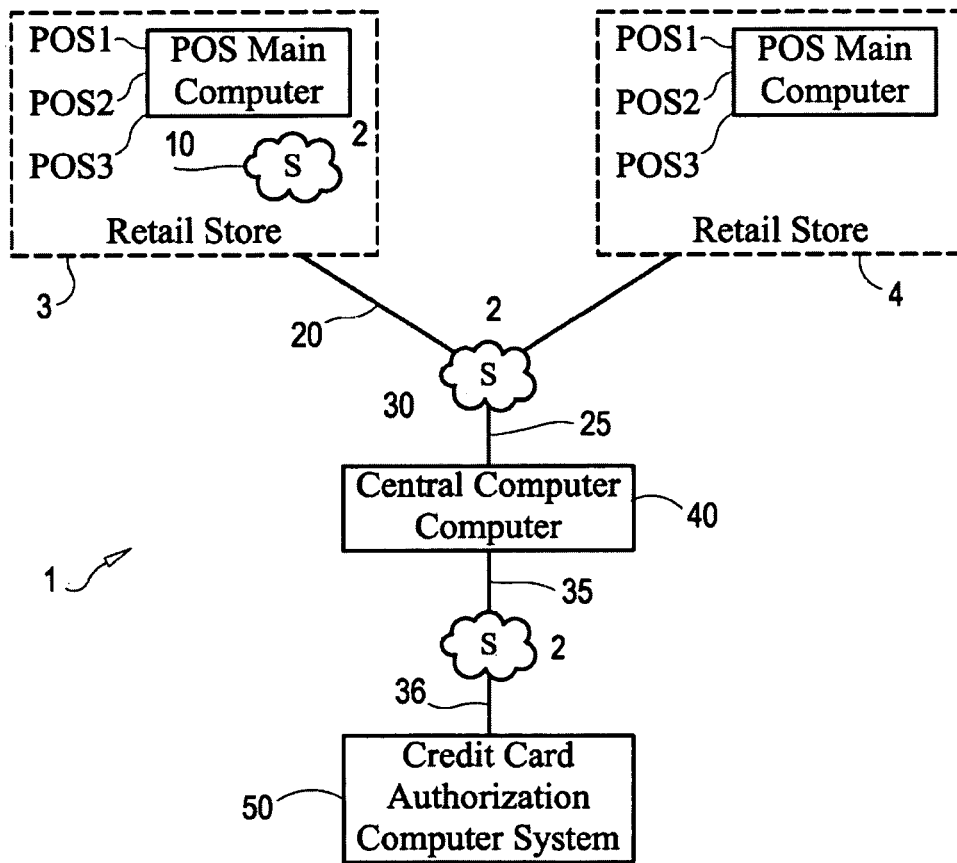 POS1
POS Main
Computer
POS2
POS3
10
2
S
Retail Store
3
POS1
POS Main
Computer
POS2
POS3
Retail Store
4
20
2
S
30
25
Central Computer
Computer
40
1
35
S
2
36
Credit Card
Authorization
Computer System
50